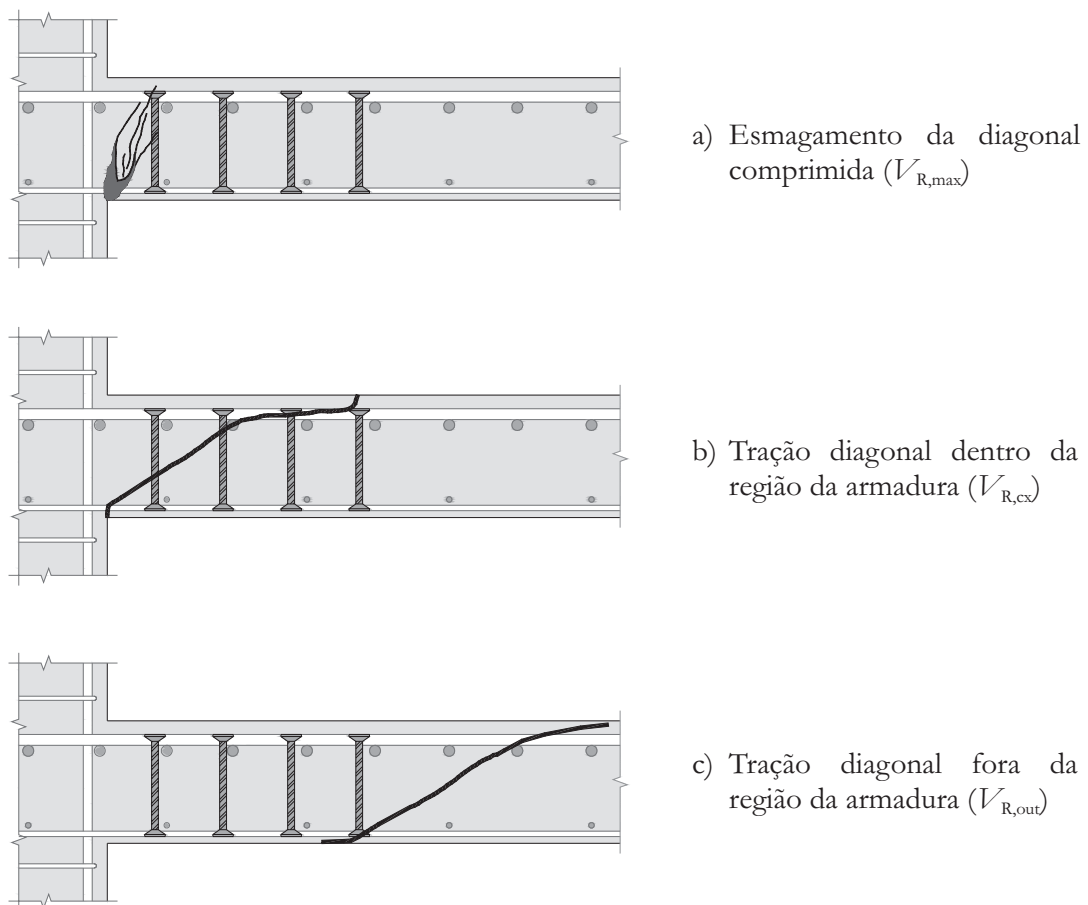 a) Esmagamento da diagonal
comprimida (V_R,max)
b) Tração diagonal dentro da
região da armadura (V_R,cx)
c) Tração diagonal fora da
região da armadura (V_R,out)